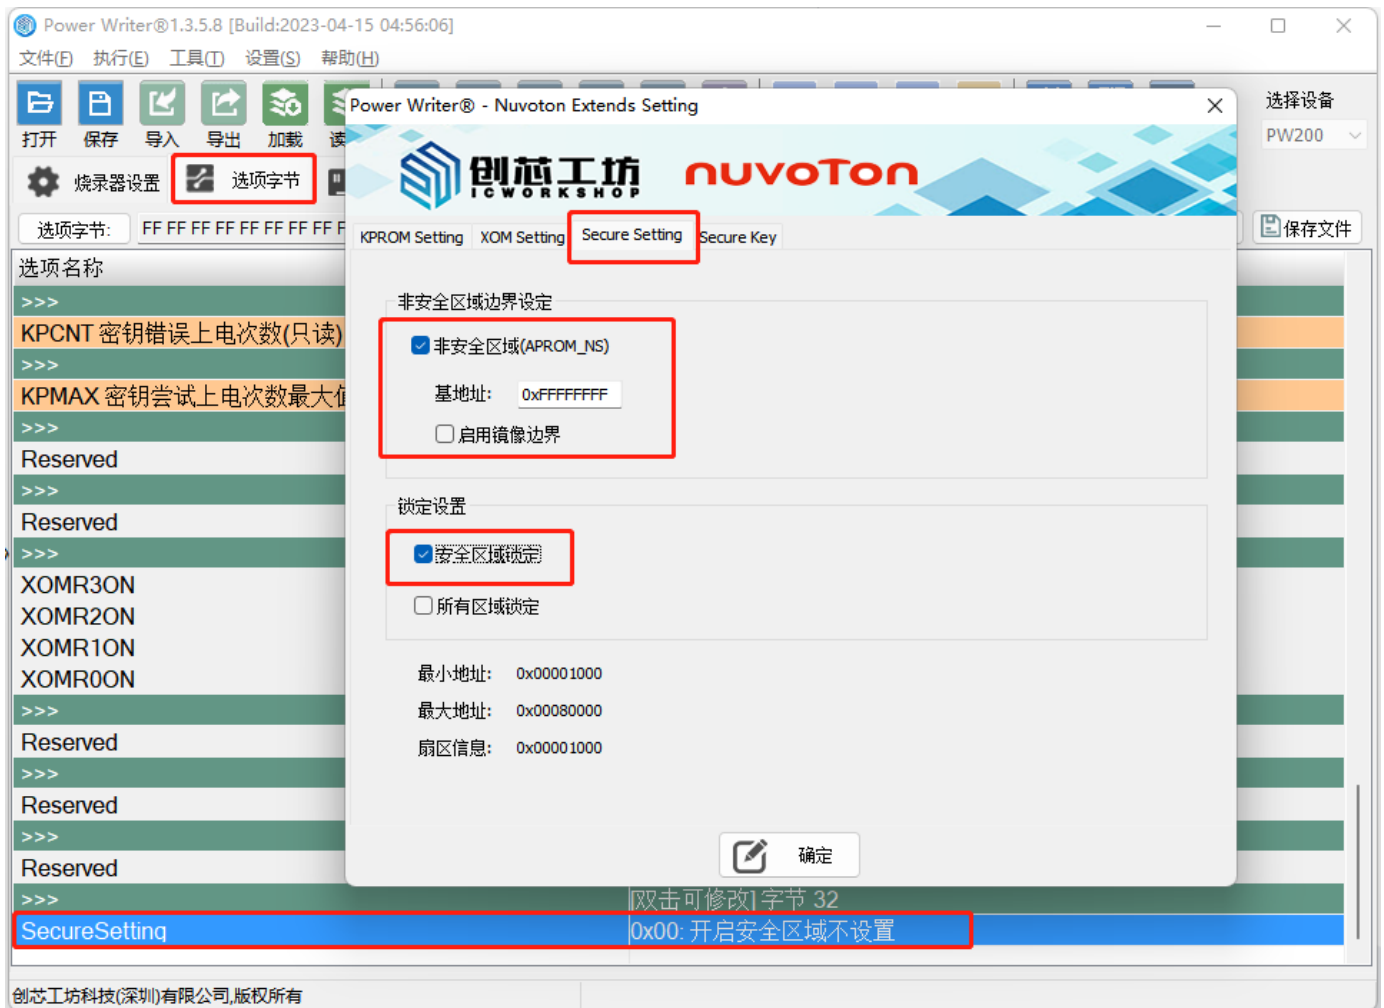 Power Writer®1.3.5.8 [Build:2023-04-15 04:56:06]
文件(F) 执行(E) 工具(T) 设置(S) 帮助(H)
打开 保存 导入 导出 加载
选择设备
PW200
烧录器设置 选项字节
选项字节: FF FF FF FF FF FF FF FF F
保存文件
选项名称
>>>
KPCNT 密钥错误上电次数(只读)
>>>
KPMAX 密钥尝试上电次数最大
>>>
Reserved
>>>
Reserved
>>>
XOMR3ON
XOMR2ON
XOMR1ON
XOMR0ON
>>>
Reserved
>>>
Reserved
>>>
Reserved
>>> [双击可修改] 字节 32
SecureSetting 0x00: 开启安全区域不设置
创芯工坊科技(深圳)有限公司,版权所有
Power Writer® - Nuvoton Extends Setting
创芯工坊 nuvoTon
ICWORKSHOP
KPROM Setting XOM Setting Secure Setting Secure Key
非安全区域边界设定
非安全区域(APROM_NS)
基地址: 0xFFFFFFFF
启用镜像边界
锁定设置
安全区域锁定
所有区域锁定
最小地址: 0x00001000
最大地址: 0x00080000
扇区信息: 0x00001000
确定